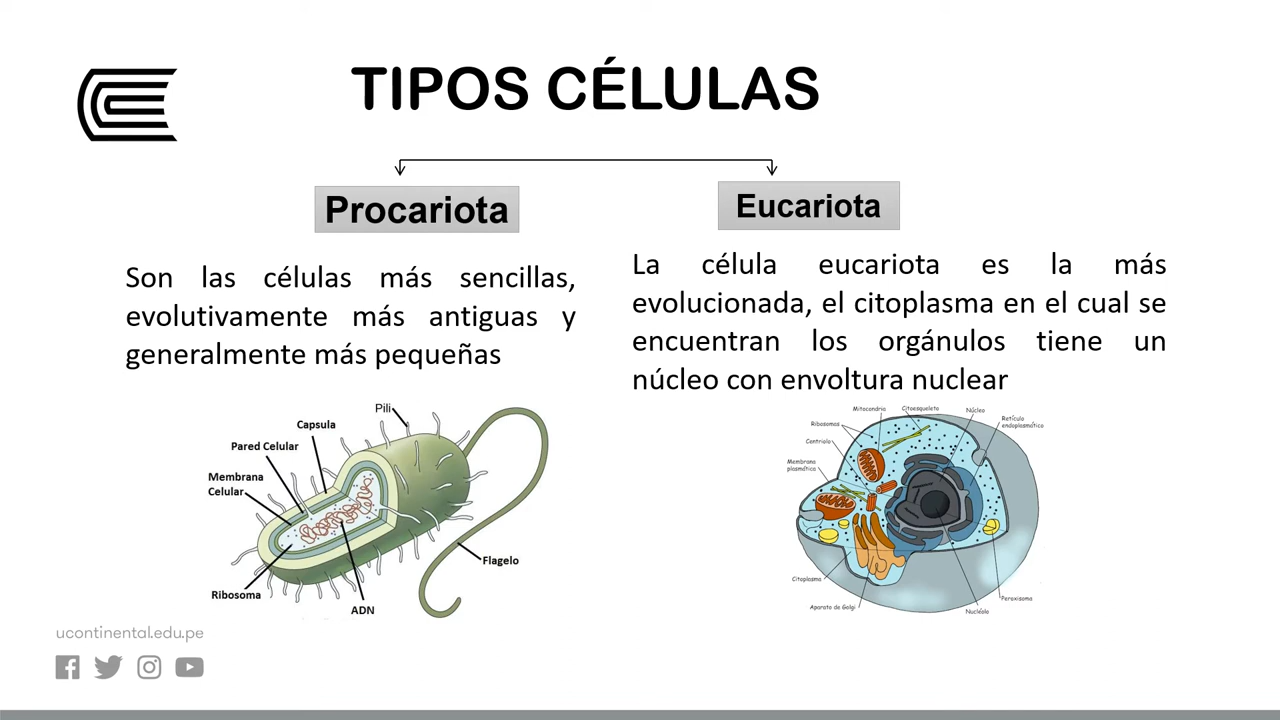 TIPOS CÉLULAS
Procariota
Son las células más sencillas,
evolutivamente más antiguas y
generalmente más pequeñas
Pili
Capsula
Pared Celular
Membrana
Celular
Ribosoma
ADN
Flagelo
Eucariota
La célula eucariota es la más
evolucionada, el citoplasma en el cual se
encuentran los orgánulos tiene un
núcleo con envoltura nuclear
Mitocondria
Citoesqueleto
Núcleo
Retículo
endoplasmático
Ribosomas
Centriolo
Membrana
plasmática
Citoplasma
Aparato de Golgi
Nucléolo
Peroxisoma
ucontinental.edu.pe